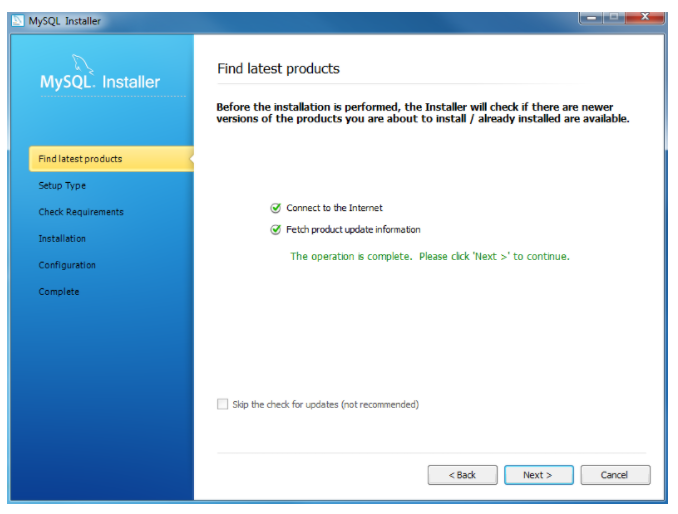 MySQL Installer
MySQL. Installer
Find latest products
Setup Type
Check Requirements
Installation
Configuration
Complete
Find latest products
Before the installation is performed, the Installer will check if there are newer
versions of the products you are about to install / already installed are available.
Connect to the Internet
Fetch product update information
The operation is complete. Please click 'Next >' to continue.
Skip the check for updates (not recommended)
< Back
Next >
Cancel